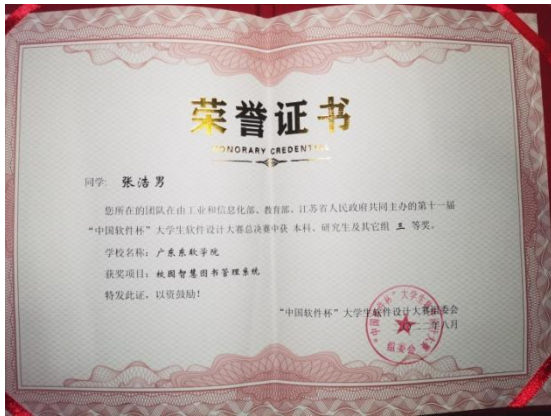 荣誉证书
HONORARY CREDENTIAL
同学: 张浩男
您所在的团队在由工业和信息化部、教育部、江苏省人民政府共同主办的第十一届
“中国软件杯”大学生软件设计大赛总决赛中获 本科、研究生及其它组 三 等奖。
学校名称: 广东东软学院
获奖项目: 校园智慧图书管理系统
特发此证, 以资鼓励!
“中国软件杯”大学生软件设计大赛组委会
二年八月
组委会